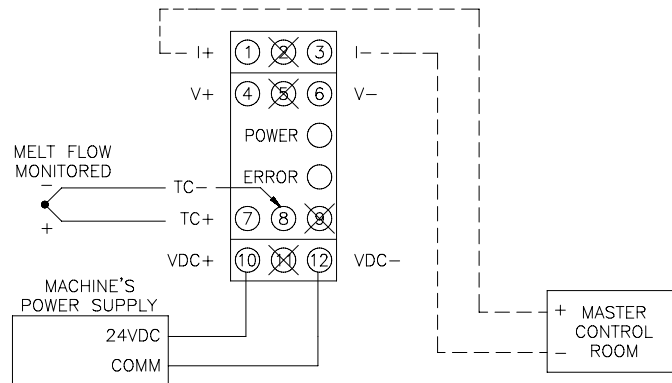 I+ 1 2 3 I-
V+ 4 5 6 V-
POWER
MELT FLOW
MONITORED
ERROR
- TC-
+ TC+ 7 8 9
VDC+ 10 11 12 VDC-
MACHINE'S
POWER SUPPLY
24VDC
COMM
+ MASTER
CONTROL
- ROOM